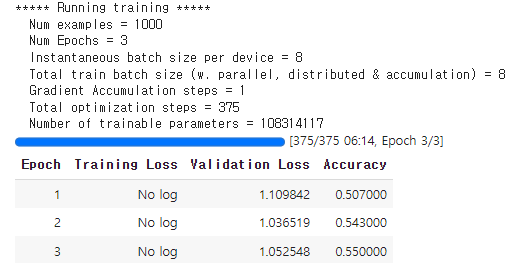 ***** Running training *****
Num examples = 1000
Num Epochs = 3
Instantaneous batch size per device = 8
Total train batch size (w. parallel, distributed & accumulation) = 8
Gradient Accumulation steps = 1
Total optimization steps = 375
Number of trainable parameters = 108314117
[375/375 06:14, Epoch 3/3]
Epoch Training Loss Validation Loss Accuracy
1 No log 1.109842 0.507000
2 No log 1.036519 0.543000
3 No log 1.052548 0.550000